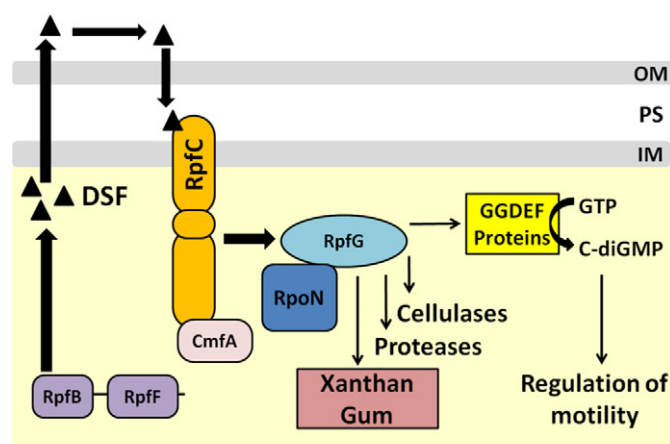 OM
PS
IM
DSF
RpfC
RpfG
RpoN
CmfA
RpfB
RpfF
GGDEF
Proteins
GTP
C-diGMP
Cellulases
Proteases
Xanthan
Gum
Regulation of
motility